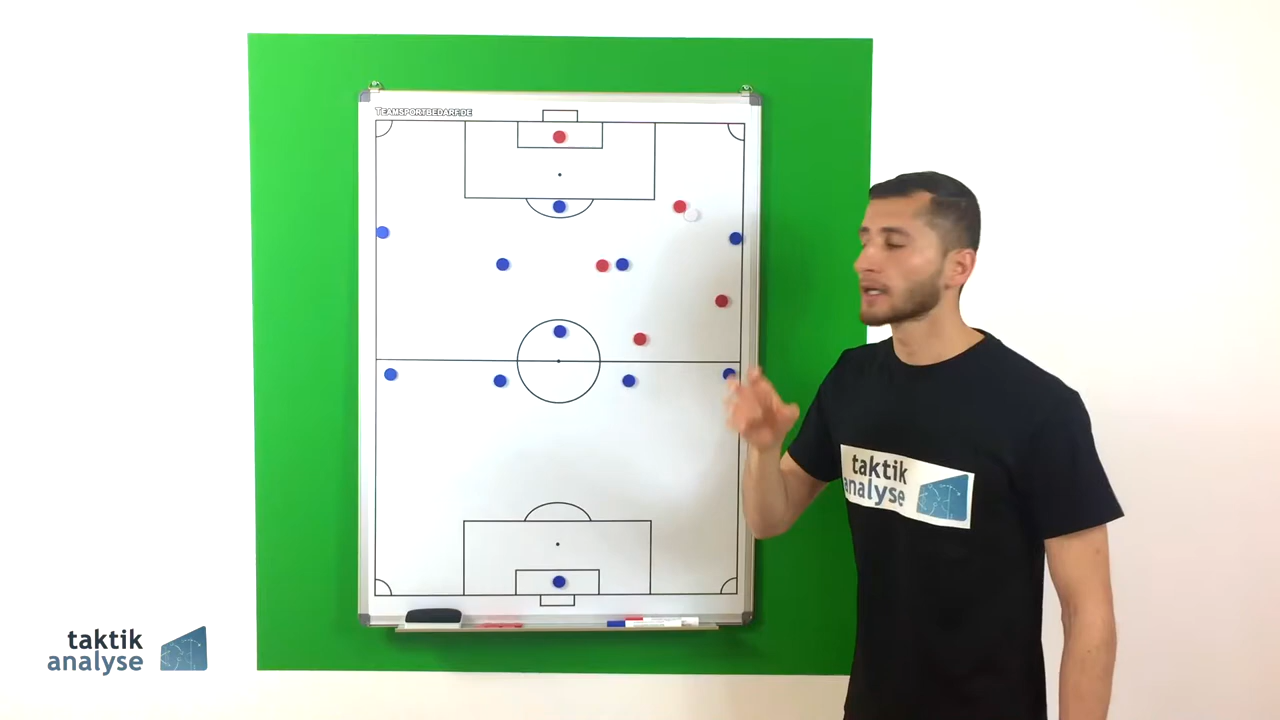 TEAMSPORTBEDARF.DE
taktik
analyse
taktik
analyse